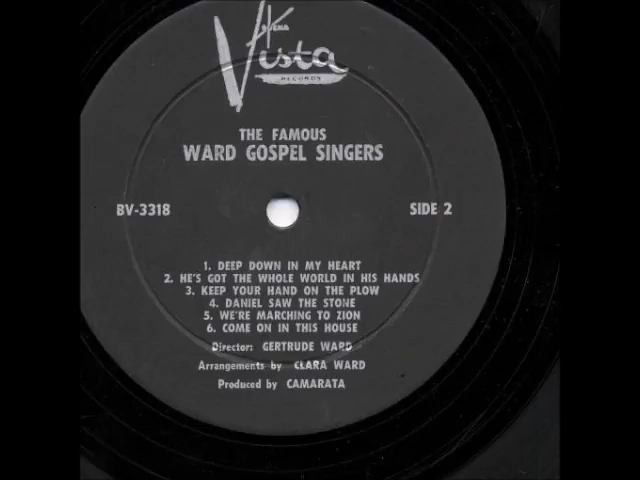 BUENA
Vista
RECORDS
THE FAMOUS
WARD GOSPEL SINGERS
BV-3318
SIDE 2
1. DEEP DOWN IN MY HEART
2. HE'S GOT THE WHOLE WORLD IN HIS HANDS
3. KEEP YOUR HAND ON THE PLOW
4. DANIEL SAW THE STONE
5. WE'RE MARCHING TO ZION
6. COME ON IN THIS HOUSE
Director: GERTRUDE WARD
Arrangements by CLARA WARD
Produced by CAMARATA